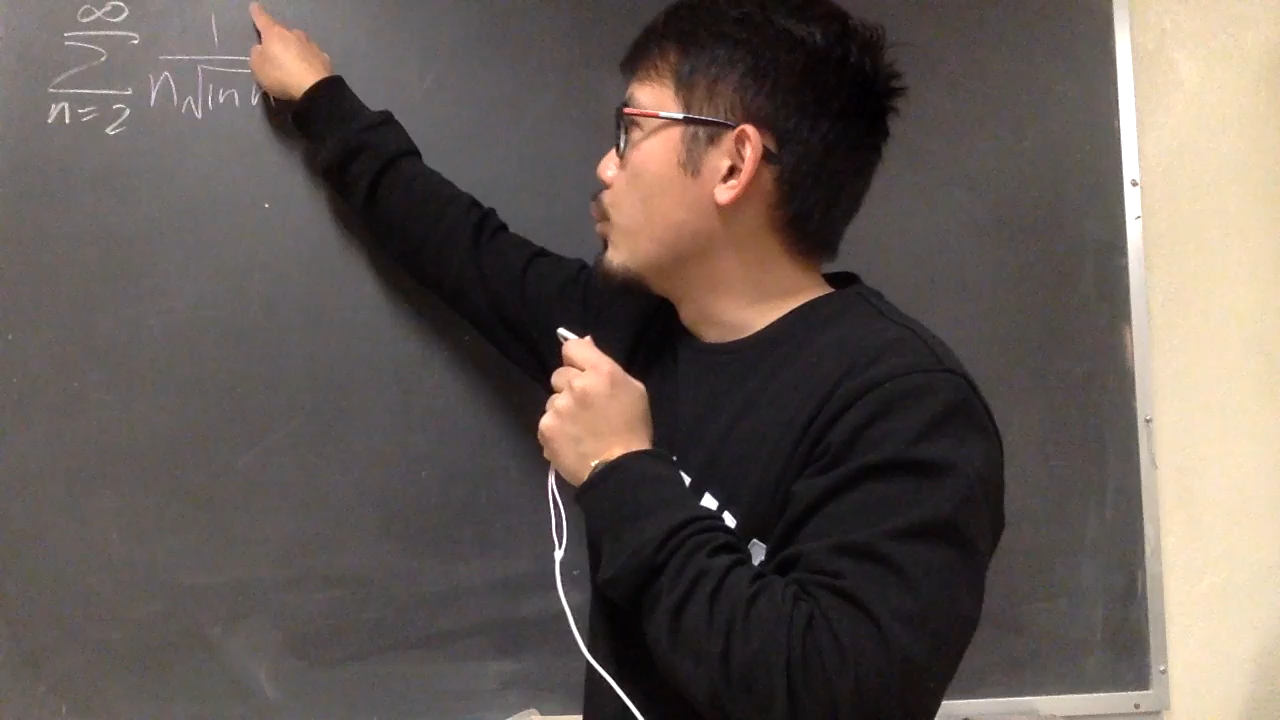 ∞
∑ 1
n=2 n√ln n